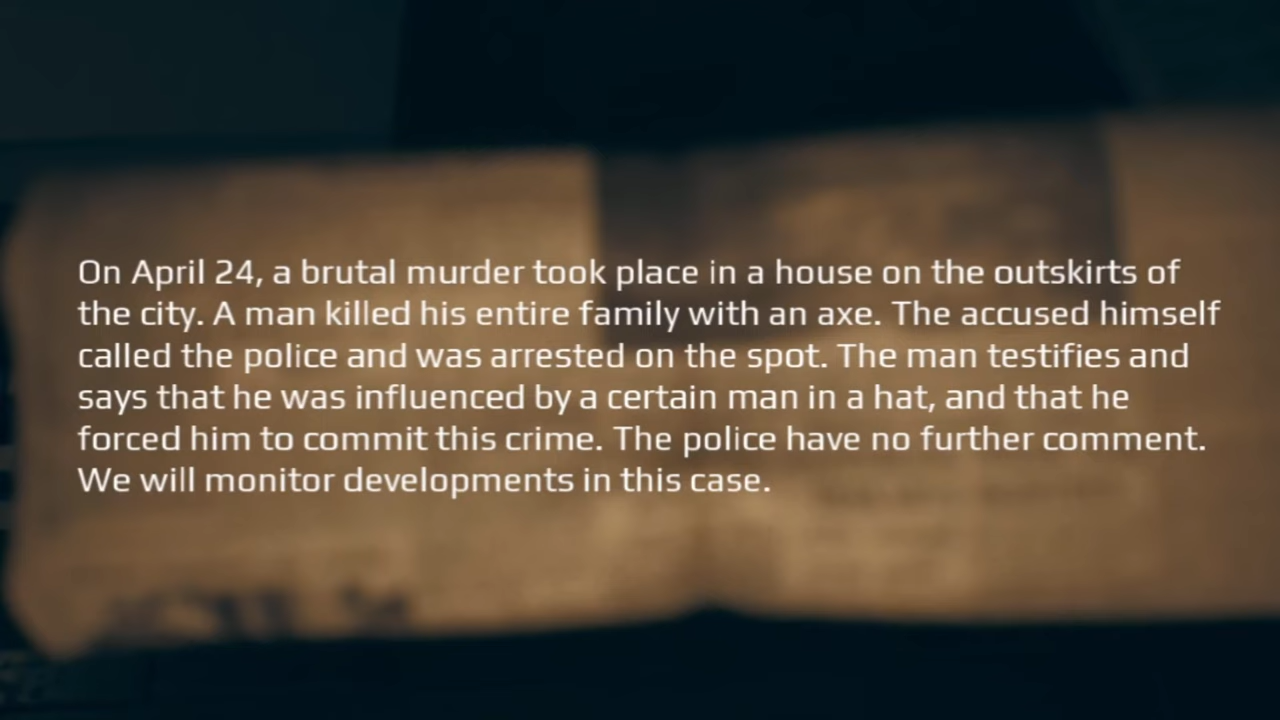 On April 24, a brutal murder took place in a house on the outskirts of
the city. A man killed his entire family with an axe. The accused himself
called the police and was arrested on the spot. The man testifies and
says that he was influenced by a certain man in a hat, and that he
forced him to commit this crime. The police have no further comment.
We will monitor developments in this case.